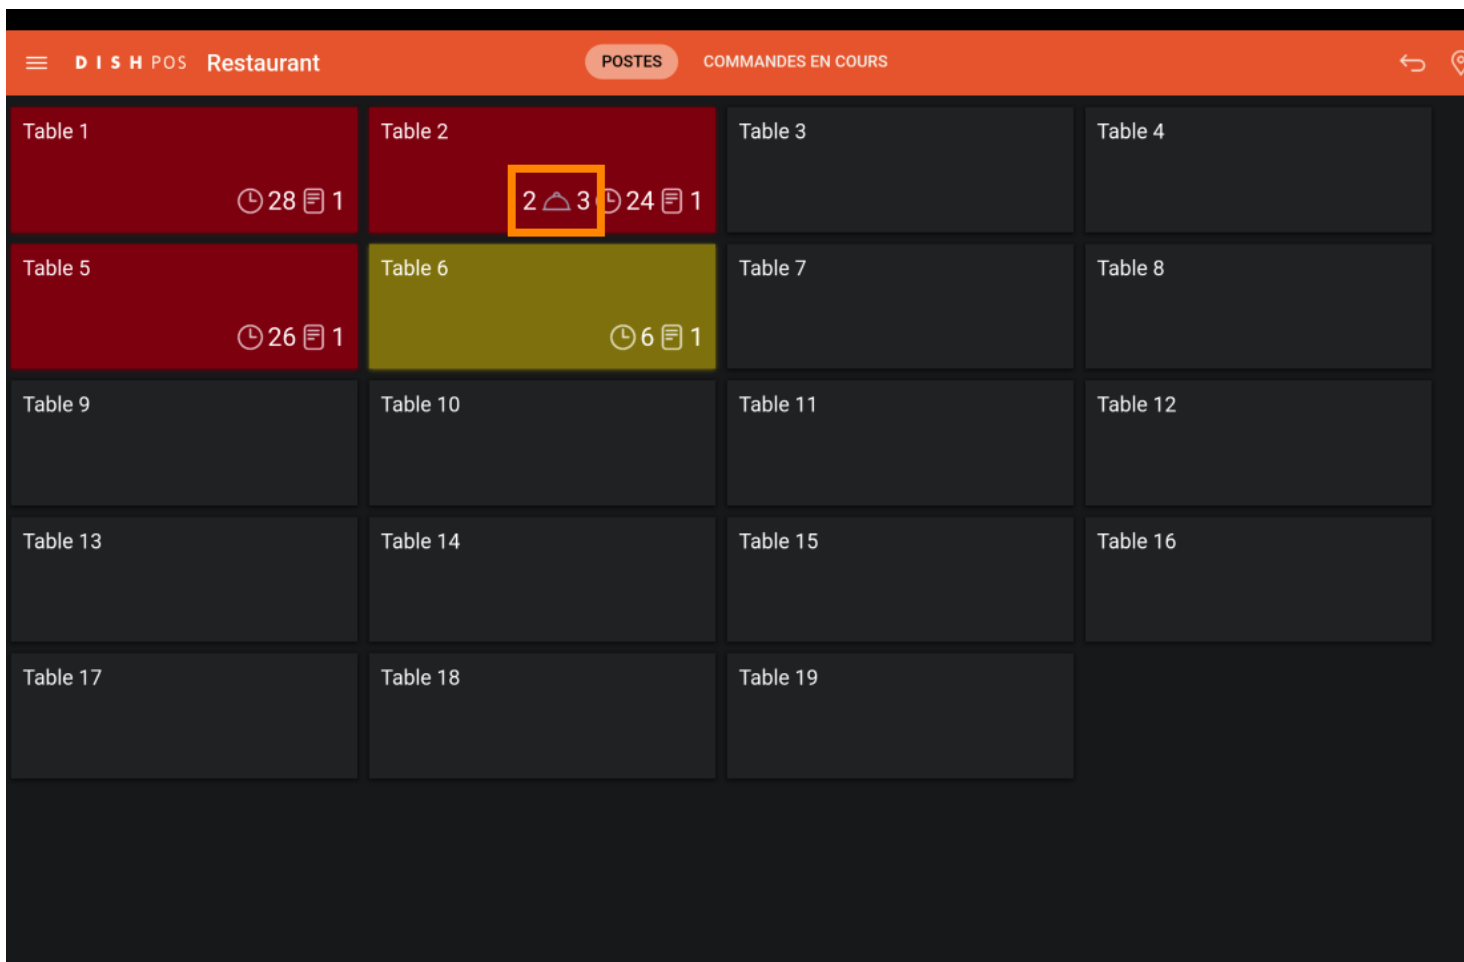 DISH POS Restaurant POSTES COMMANDES EN COURS
Table 1 Table 2 Table 3 Table 4
28 1 2 3 24 1
Table 5 Table 6 Table 7 Table 8
26 1 6 1
Table 9 Table 10 Table 11 Table 12
Table 13 Table 14 Table 15 Table 16
Table 17 Table 18 Table 19